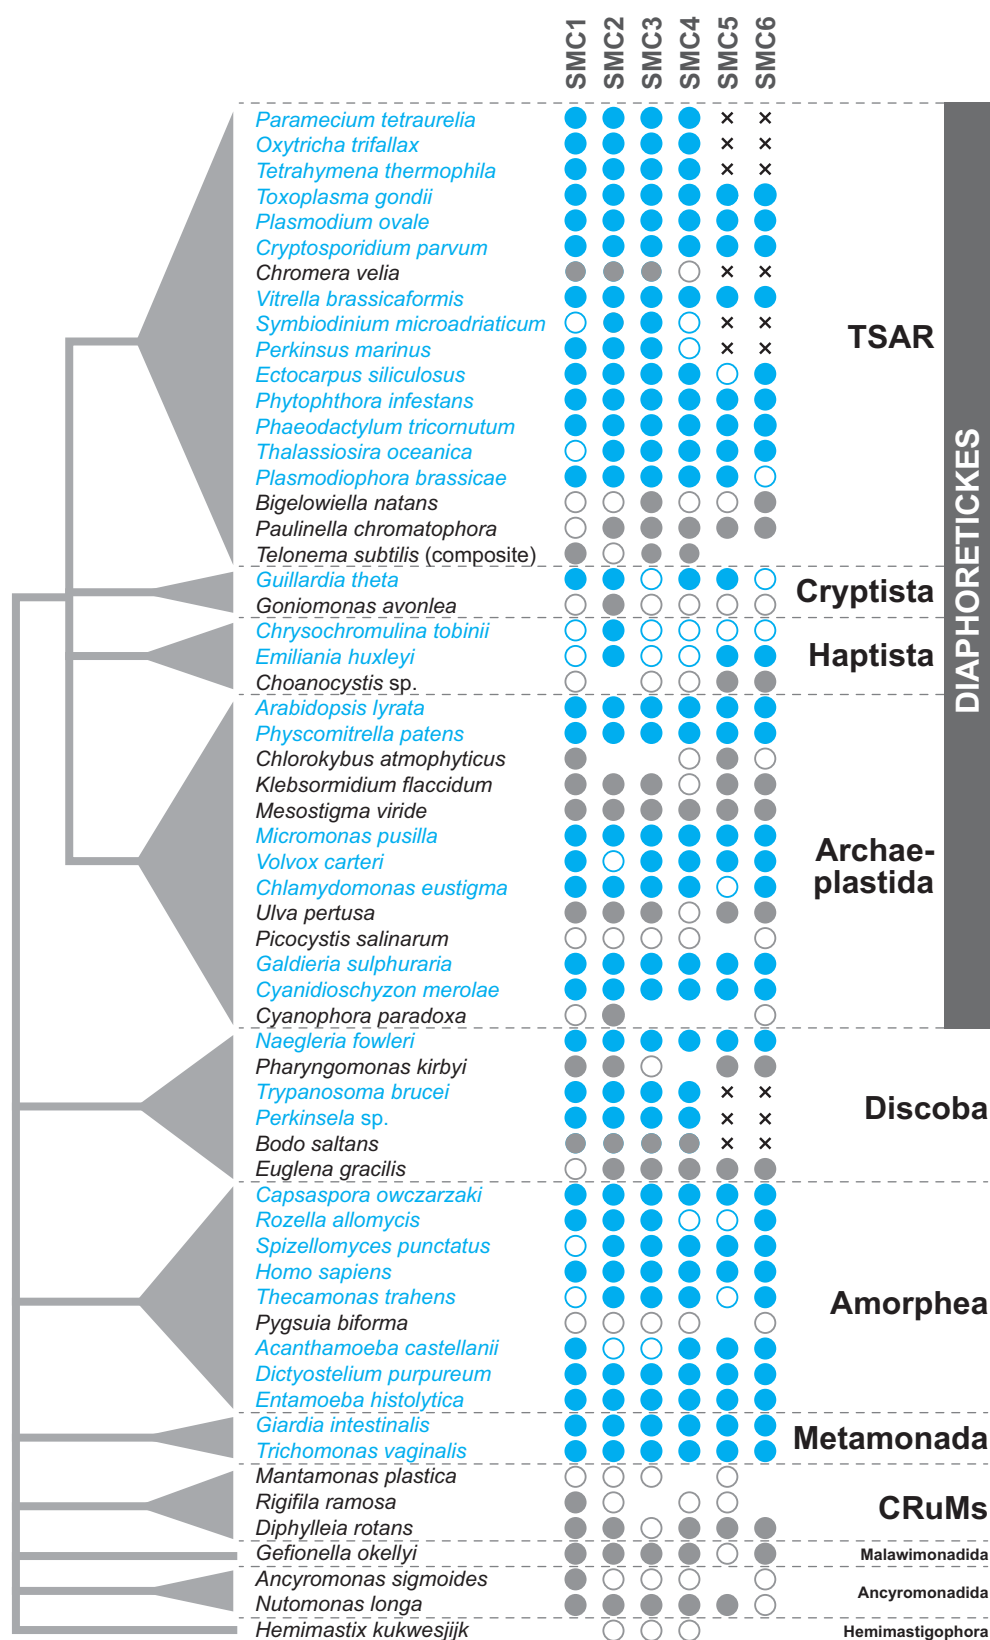 SMC1 SMC2 SMC3 SMC4 SMC5 SMC6
Paramecium tetraurelia × ×
Oxytricha trifallax × ×
Tetrahymena thermophila × ×
Toxoplasma gondii
Plasmodium ovale
Cryptosporidium parvum
Chromera velia × ×
Vitrella brassicaformis
Symbiodinium microadriaticum × ×
TSAR
Perkinsus marinus × ×
Ectocarpus siliculosus
Phytophthora infestans
Phaeodactylum tricornutum
Thalassiosira oceanica
Plasmodiophora brassicae
Bigelowiella natans
Paulinella chromatophora
Telonema subtilis (composite)
DIAPHORETICKES
Guillardia theta
Cryptista
Goniomonas avonlea
Chrysochromulina tobinii
Emiliania huxleyi
Haptista
Choanocystis sp.
Arabidopsis lyrata
Physcomitrella patens
Chlorokybus atmophyticus
Klebsormidium flaccidum
Mesostigma viride
Micromonas pusilla
Archae-
plastida
Volvox carteri
Chlamydomonas eustigma
Ulva pertusa
Picocystis salinarum
Galdieria sulphuraria
Cyanidioschyzon merolae
Cyanophora paradoxa
Naegleria fowleri
Pharyngomonas kirbyi
Trypanosoma brucei × ×
Discoba
Perkinsela sp. × ×
Bodo saltans × ×
Euglena gracilis
Capsaspora owczarzaki
Rozella allomycis
Spizellomyces punctatus
Homo sapiens
Thecamonas trahens
Amorphea
Pygsuia biforma
Acanthamoeba castellanii
Dictyostelium purpureum
Entamoeba histolytica
Giardia intestinalis
Metamonada
Trichomonas vaginalis
Mantamonas plastica
Rigifila ramosa
CRuMs
Diphylleia rotans
Gefionella okellyi
Malawimonadida
Ancyromonas sigmoides
Ancyromonadida
Nutomonas longa
Hemimastix kukwesjijk
Hemimastigophora